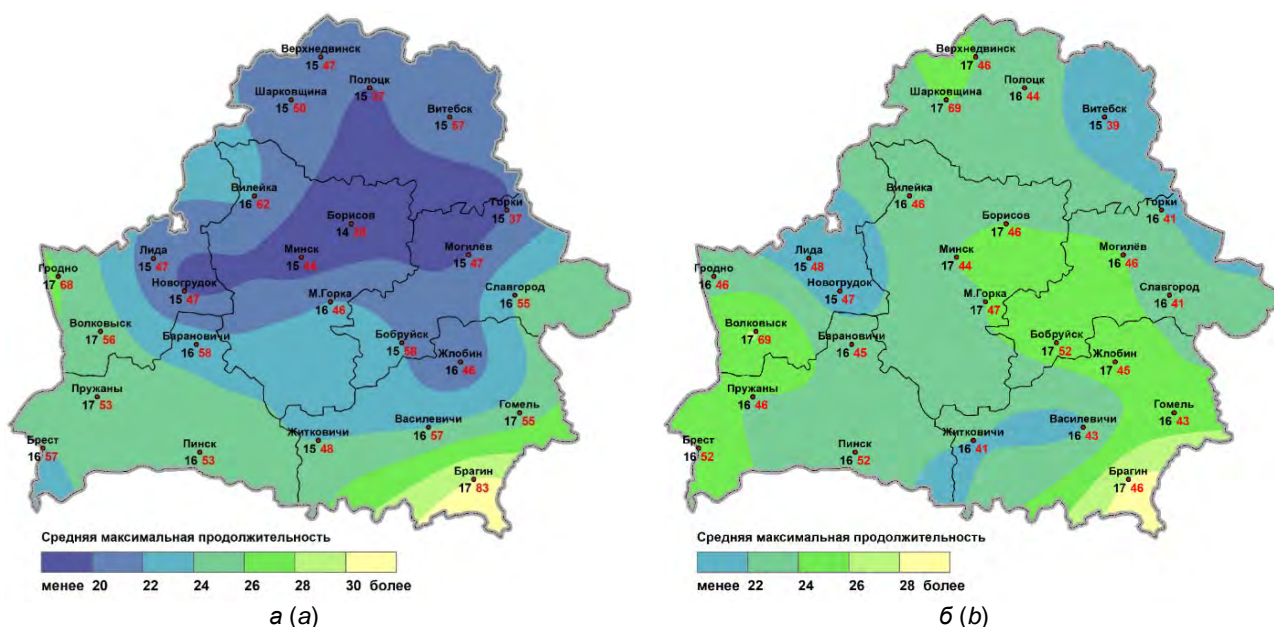 Верхнедвинск
15 47
Полоцк
15 37
Шарковщина
15 50
Витебск
15 57
Вилейка
16 62
Борисов
14 38
Горки
15 37
Лида
15 47
Минск
15 44
Могилёв
15 47
Гродно
17 68
Новогрудок
15 47
М.Горка
16 46
Славгород
16 55
Волковыск
17 56
Барановичи
16 58
Бобруйск
15 56
Жлобин
16 46
Пружаны
17 53
Гомель
17 55
Василевичи
16 57
Брест
16 57
Пинск
16 53
Житковичи
15 48
Брагин
17 83
Средняя максимальная продолжительность
менее 20 22 24 26 28 30 более
а (a)
Верхнедвинск
17 46
Полоцк
16 44
Шарковщина
17 69
Витебск
15 39
Вилейка
16 46
Борисов
17 46
Горки
16 41
Лида
15 48
Минск
17 44
Могилёв
16 46
Гродно
16 46
Новогрудок
15 47
М.Горка
17 47
Славгород
16 41
Волковыск
17 69
Барановичи
16 45
Бобруйск
17 52
Жлобин
17 45
Пружаны
16 46
Гомель
16 43
Василевичи
16 43
Брест
16 52
Пинск
16 52
Житковичи
16 41
Брагин
17 46
Средняя максимальная продолжительность
менее 22 24 26 28 более
б (b)